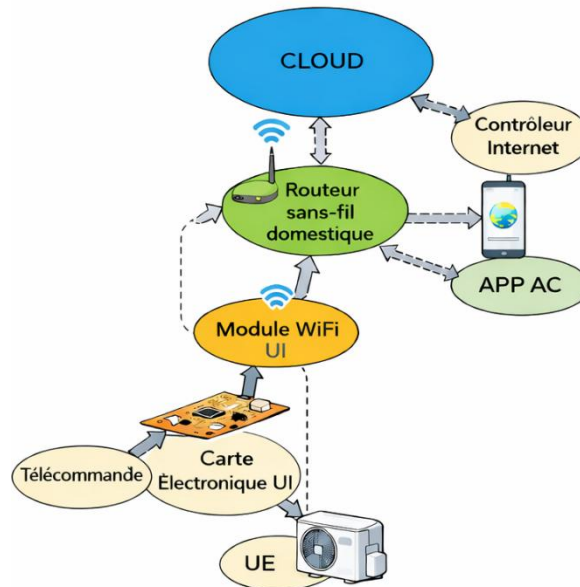 CLOUD
Contrôleur
Internet
Routeur
sans-fil
domestique
APP AC
Module WiFi
UI
Télécommande
Carte
Électronique UI
UE